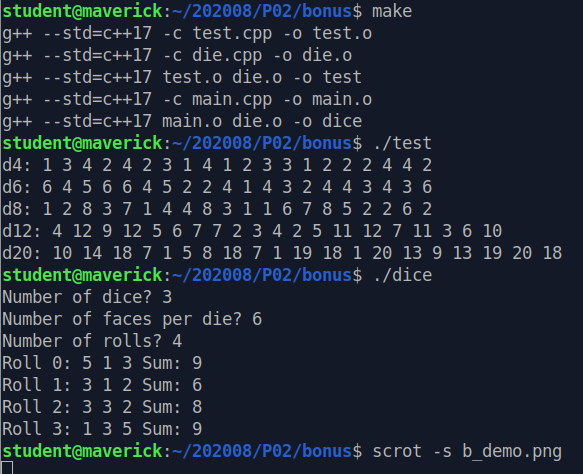 student@maverick:~/202008/P02/bonus$ make
g++ --std=c++17 -c test.cpp -o test.o
g++ --std=c++17 -c die.cpp -o die.o
g++ --std=c++17 test.o die.o -o test
g++ --std=c++17 -c main.cpp -o main.o
g++ --std=c++17 main.o die.o -o dice
student@maverick:~/202008/P02/bonus$ ./test
d4: 1 3 4 2 4 2 3 1 4 1 2 3 3 1 2 2 2 4 4 2
d6: 6 4 5 6 6 4 5 2 2 4 1 4 3 2 4 4 3 4 3 6
d8: 1 2 8 3 7 1 4 4 8 3 1 1 6 7 8 5 2 2 6 2
d12: 4 12 9 12 5 6 7 7 2 3 4 2 5 11 12 7 11 3 6 10
d20: 10 14 18 7 1 5 8 18 7 1 19 18 1 20 13 9 13 19 20 18
student@maverick:~/202008/P02/bonus$ ./dice
Number of dice? 3
Number of faces per die? 6
Number of rolls? 4
Roll 0: 5 1 3 Sum: 9
Roll 1: 3 1 2 Sum: 6
Roll 2: 3 3 2 Sum: 8
Roll 3: 1 3 5 Sum: 9
student@maverick:~/202008/P02/bonus$ scrot -s b_demo.png